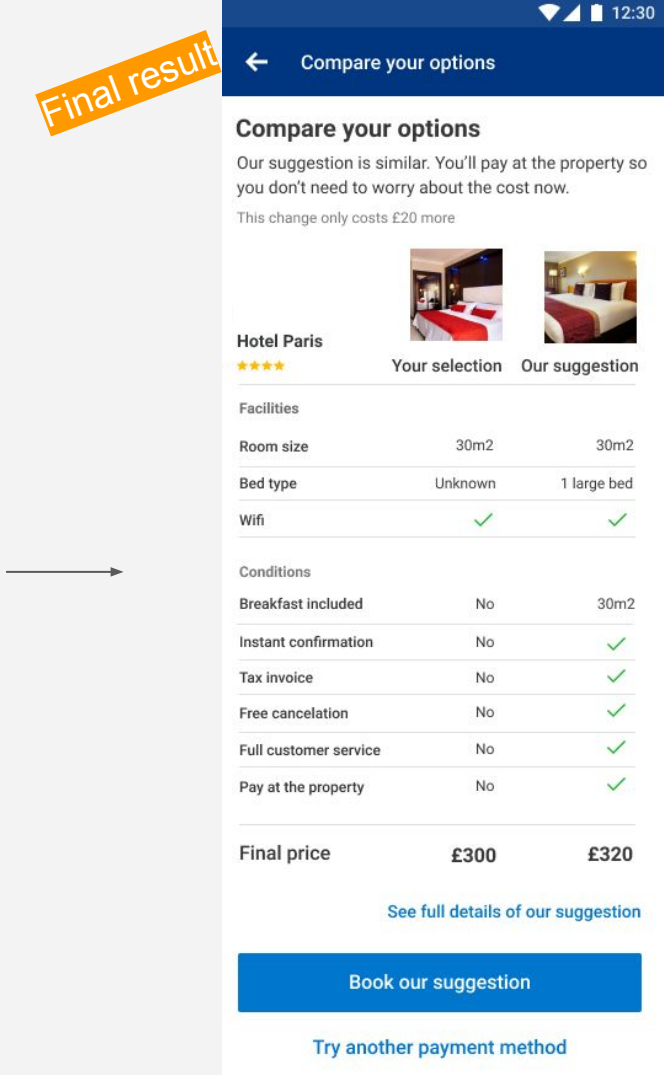 12:30
Final result
Compare your options
Compare your options
Our suggestion is similar. You'll pay at the property so
you don't need to worry about the cost now.
This change only costs £20 more
Hotel Paris
Your selection Our suggestion
Facilities
Room size 30m2 30m2
Bed type Unknown 1 large bed
Wifi
Conditions
Breakfast included No 30m2
Instant confirmation No
Tax invoice No
Free cancelation No
Full customer service No
Pay at the property No
Final price £300 £320
See full details of our suggestion
Book our suggestion
Try another payment method